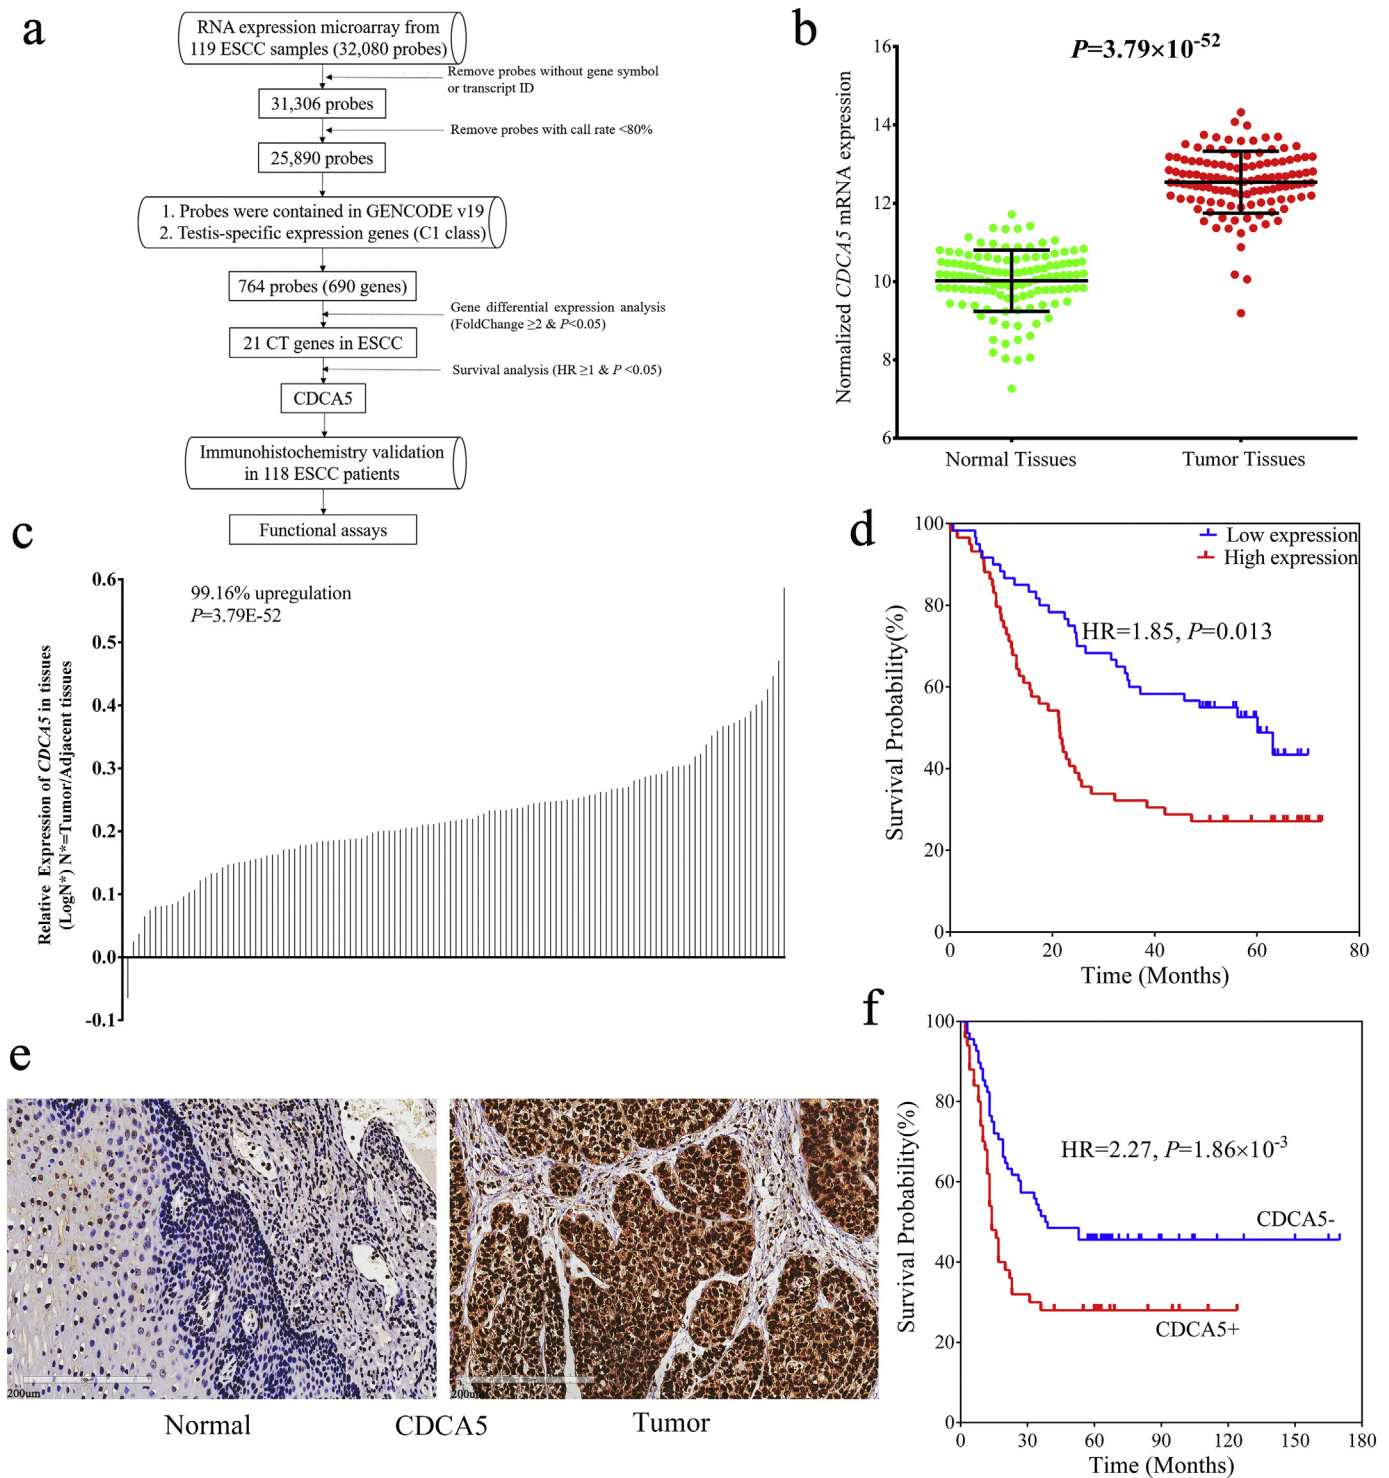 a
RNA expression microarray from
119 ESCC samples (32,080 probes)
Remove probes without gene symbol
or transcript ID
31,306 probes
Remove probes with call rate <80%
25,890 probes
1. Probes were contained in GENCODE v19
2. Testis-specific expression genes (C1 class)
764 probes (690 genes)
Gene differential expression analysis
(FoldChange ≥2 & P<0.05)
21 CT genes in ESCC
Survival analysis (HR ≥1 & P <0.05)
CDCA5
Immunohistochemistry validation
in 118 ESCC patients
Functional assays
b
P=3.79×10-52
Normalized CDCA5 mRNA expression
16
14
12
10
8
6
Normal Tissues
Tumor Tissues
c
99.16% upregulation
P=3.79E-52
Relative Expression of CDCA5 in tissues
(LogN*) N*=Tumor/Adjacent tissues
0.6
0.5
0.4
0.3
0.2
0.1
0.0
-0.1
d
Low expression
High expression
HR=1.85, P=0.013
Survival Probability(%)
100
80
60
40
20
0
0 20 40 60 80
Time (Months)
e
200um
200um
Normal
CDCA5
Tumor
f
Survival Probability(%)
100
80
60
40
20
0
HR=2.27, P=1.86×10-3
CDCA5-
CDCA5+
0 30 60 90 120 150 180
Time (Months)